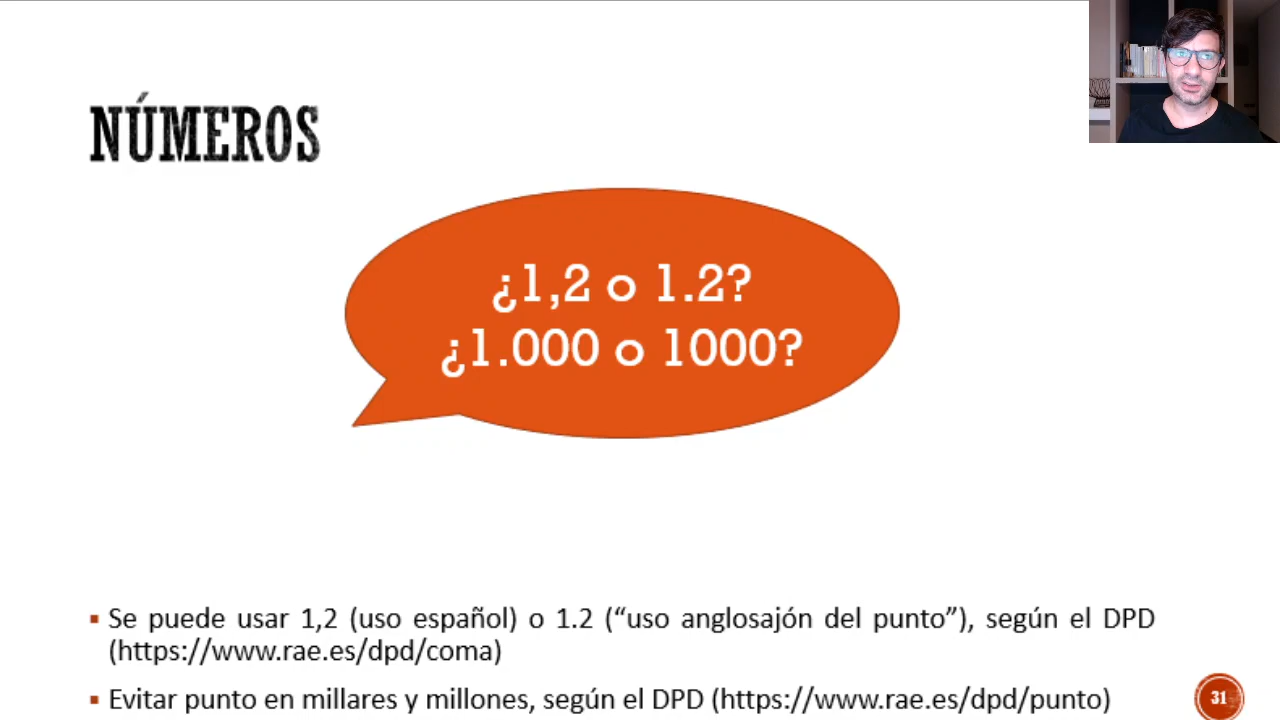 NÚMEROS
¿1,2 o 1.2?
¿1.000 o 1000?
▪ Se puede usar 1,2 (uso español) o 1.2 (“uso anglosajón del punto”), según el DPD
(https://www.rae.es/dpd/coma)
▪ Evitar punto en millares y millones, según el DPD (https://www.rae.es/dpd/punto)
31